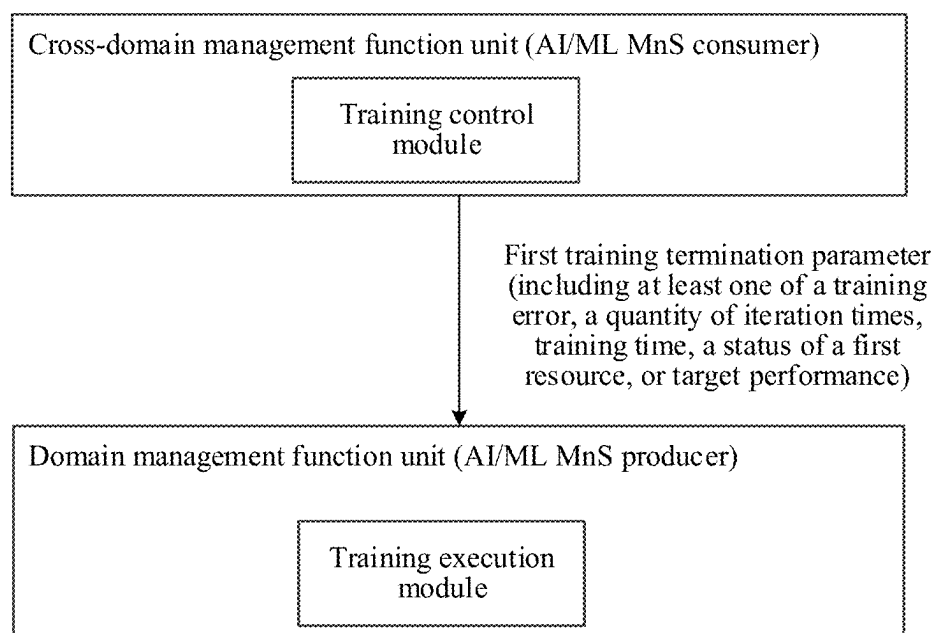 Cross-domain management function unit (AI/ML MnS consumer)
Training control
module
First training termination parameter
(including at least one of a training
error, a quantity of iteration times,
training time, a status of a first
resource, or target performance)
Domain management function unit (AI/ML MnS producer)
Training execution
module